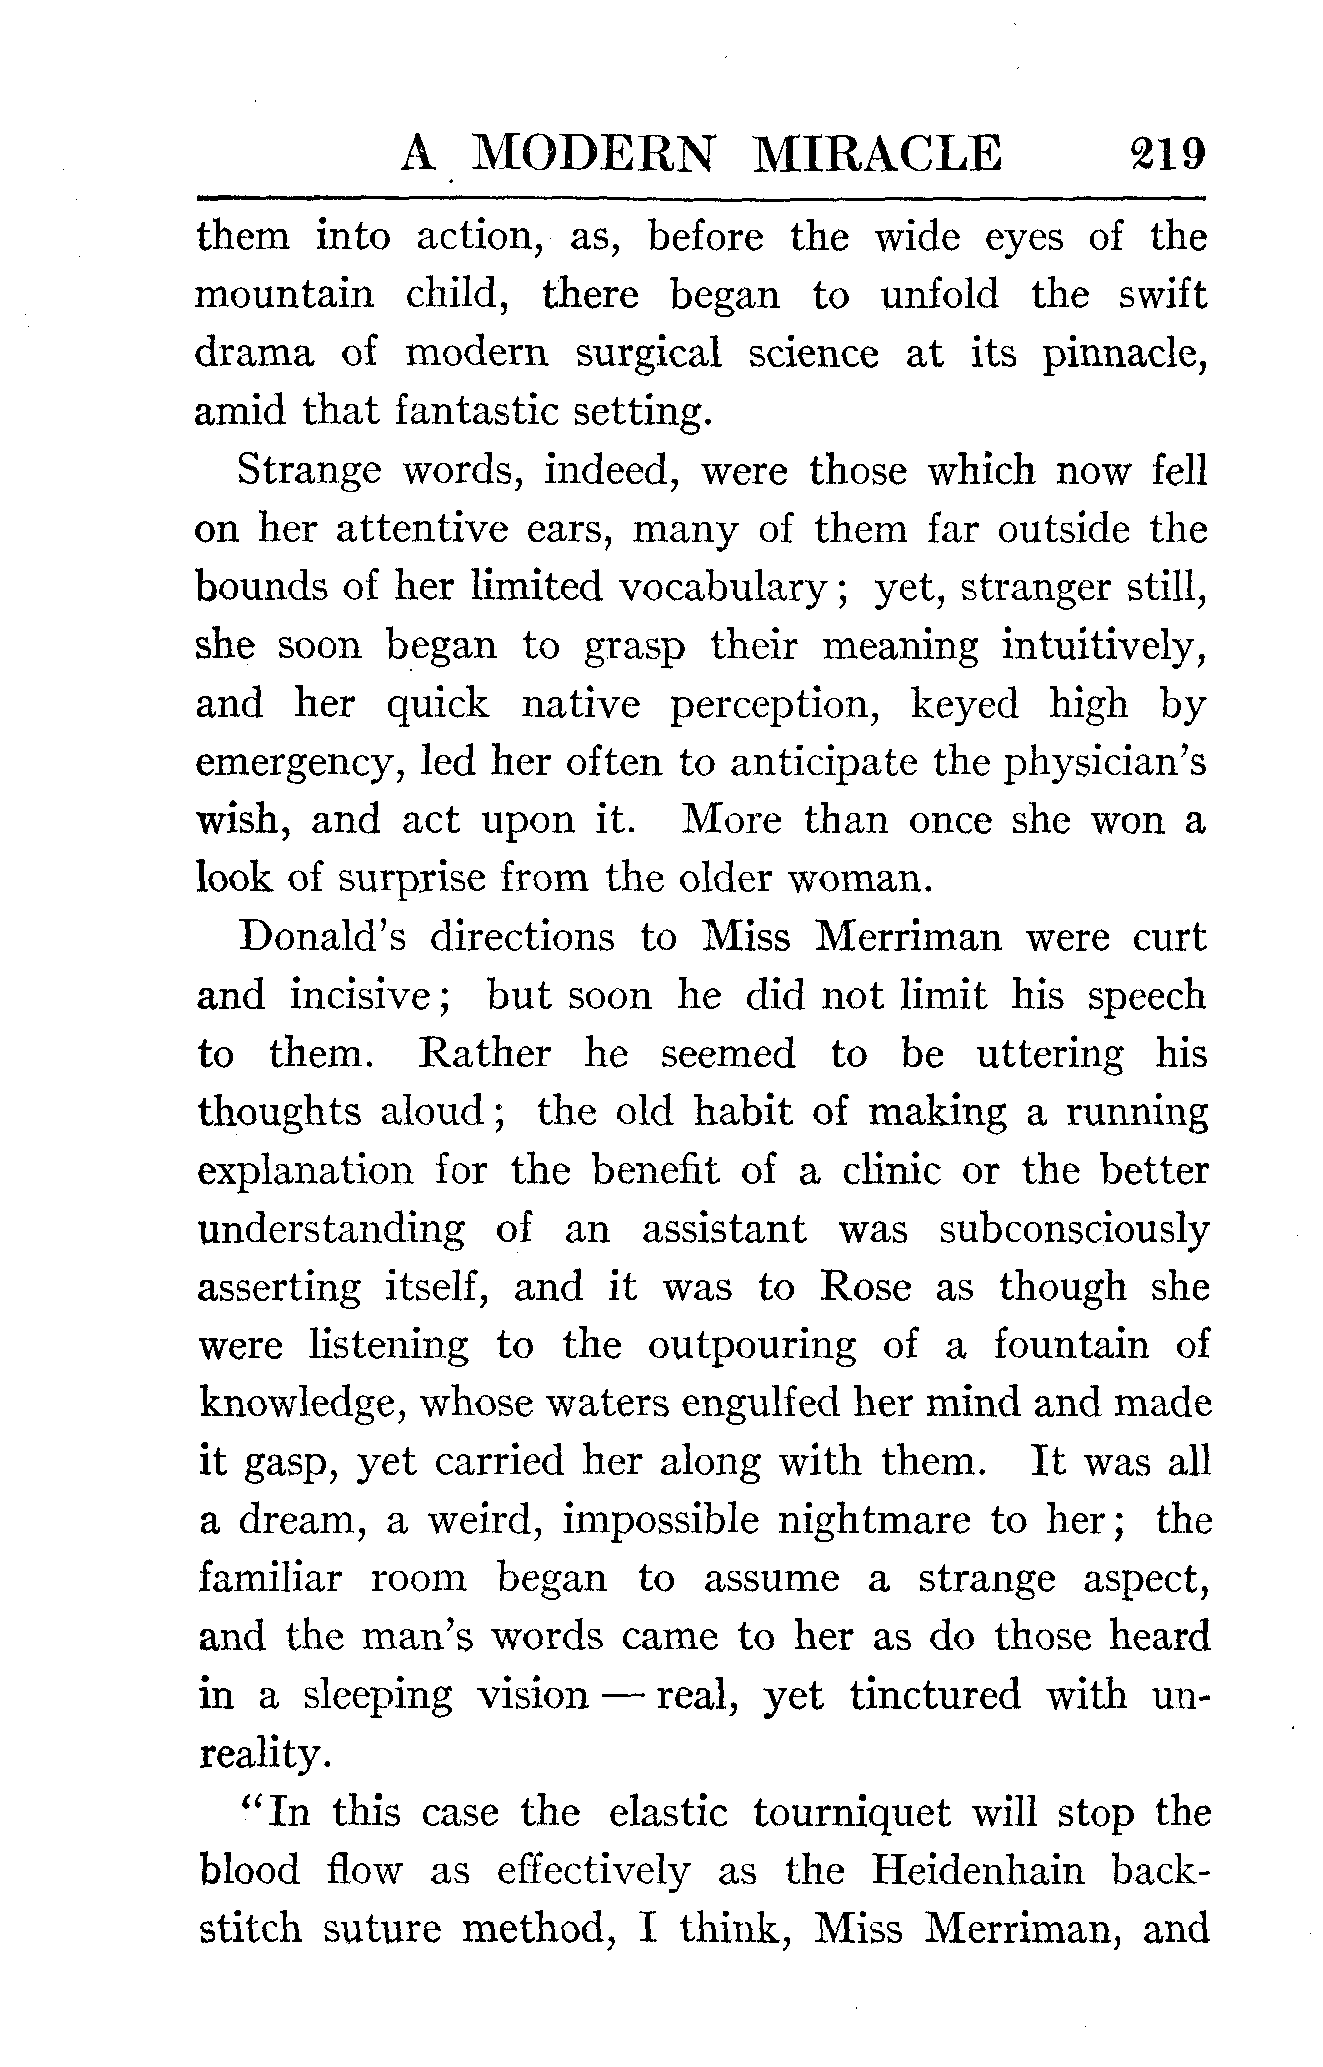 A MODERN MIRACLE 219
them into action, as, before the wide eyes of the
mountain child, there began to unfold the swift
drama of modern surgical science at its pinnacle,
amid that fantastic setting.
Strange words, indeed, were those which now fell
on her attentive ears, many of them far outside the
bounds of her limited vocabulary; yet, stranger still,
she soon began to grasp their meaning intuitively,
and her quick native perception, keyed high by
emergency, led her often to anticipate the physician's
wish, and act upon it. More than once she won a
look of surprise from the older woman.
Donald's directions to Miss Merriman were curt
and incisive; but soon he did not limit his speech
to them. Rather he seemed to be uttering his
thoughts aloud; the old habit of making a running
explanation for the benefit of a clinic or the better
understanding of an assistant was subconsciously
asserting itself, and it was to Rose as though she
were listening to the outpouring of a fountain of
knowledge, whose waters engulfed her mind and made
it gasp, yet carried her along with them. It was all
a dream, a weird, impossible nightmare to her; the
familiar room began to assume a strange aspect,
and the man's words came to her as do those heard
in a sleeping vision — real, yet tinctured with un-
reality.
"In this case the elastic tourniquet will stop the
blood flow as effectively as the Heidenhain back-
stitch suture method, I think, Miss Merriman, and